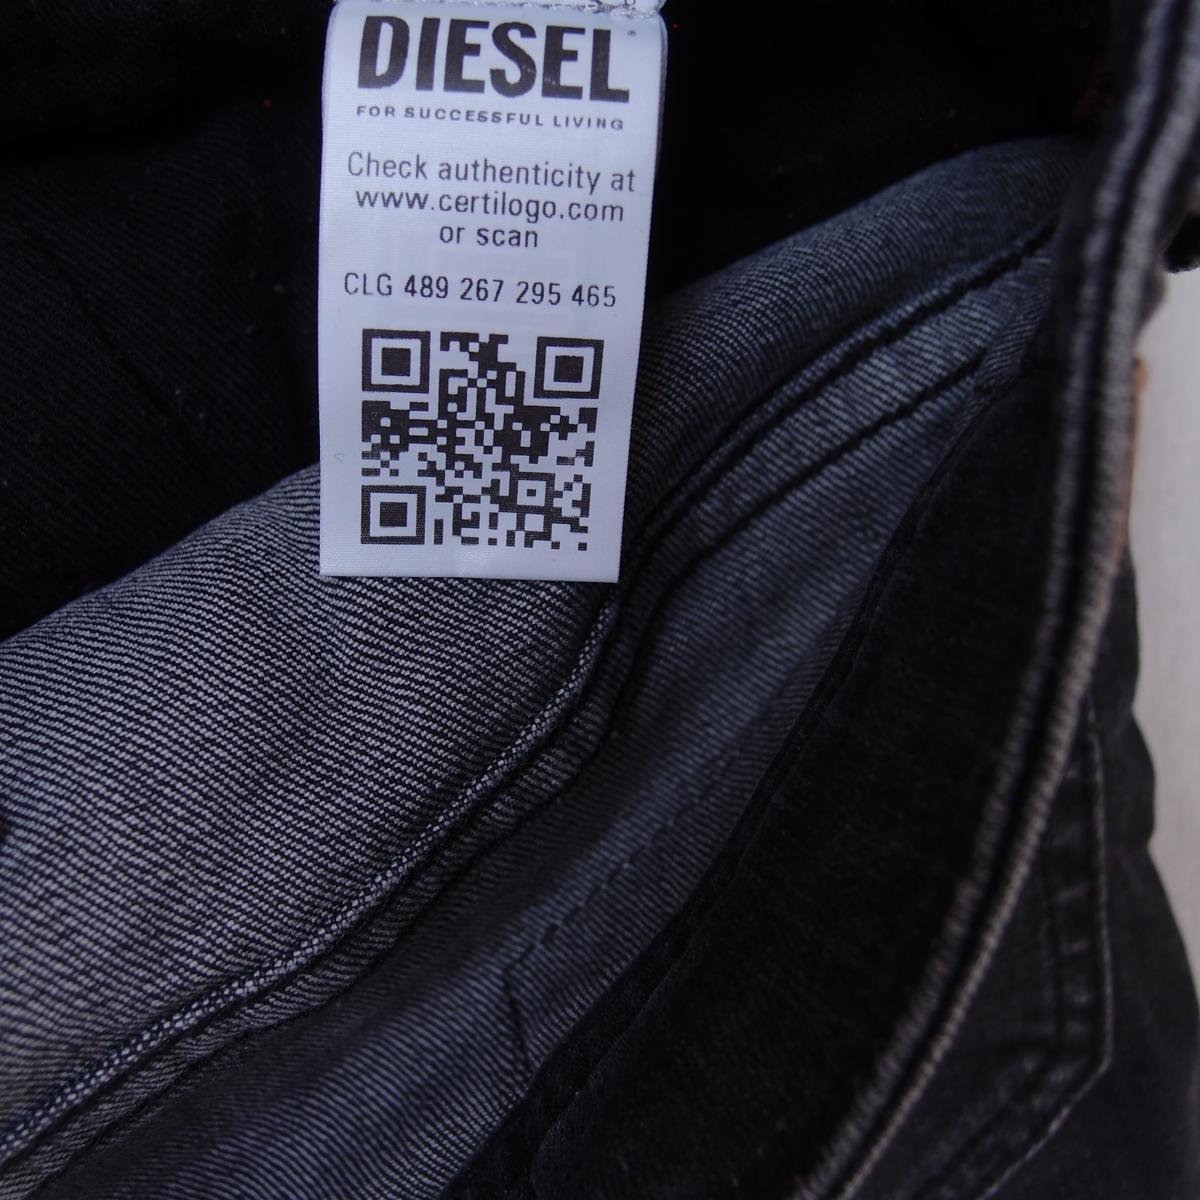 DIESEL
FOR SUCCESSFUL LIVING
Check authenticity at
www.certilogo.com
or scan
CLG 489 267 295 465